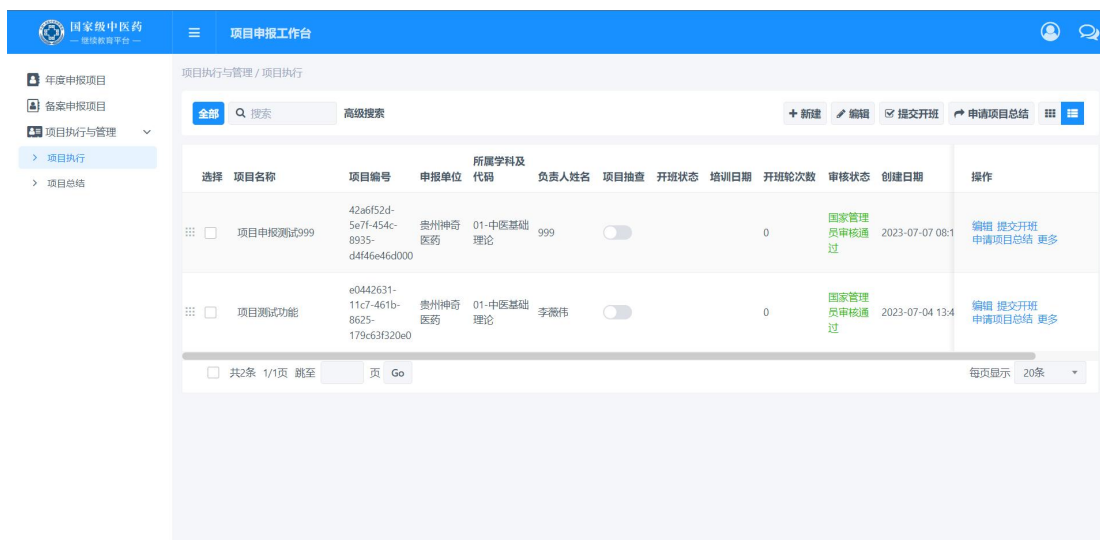 国家级中医药
— 继续教育平台 —
项目申报工作台
年度申报项目
备案申报项目
项目执行与管理
项目执行
项目总结
项目执行与管理 / 项目执行
全部 搜索 高级搜索 新建 编辑 提交开班 申请项目总结
选择 项目名称 项目编号 申报单位 所属学科及
代码 负责人姓名 项目抽查 开班状态 培训日期 开班轮次数 审核状态 创建日期 操作
项目申报测试999
42a6f52d-
5e7f-454c-
8935-
d4f46e46d000
贵州神奇
医药
01-中医基础
理论
999
0
国家管理
员审核通
过
2023-07-07 08:1
编辑 提交开班
申请项目总结 更多
项目测试功能
e0442631-
11c7-461b-
8625-
179c63f320e0
贵州神奇
医药
01-中医基础
理论
李薇伟
0
国家管理
员审核通
过
2023-07-04 13:4
编辑 提交开班
申请项目总结 更多
共2条 1/1页 跳至 页 Go 每页显示 20条